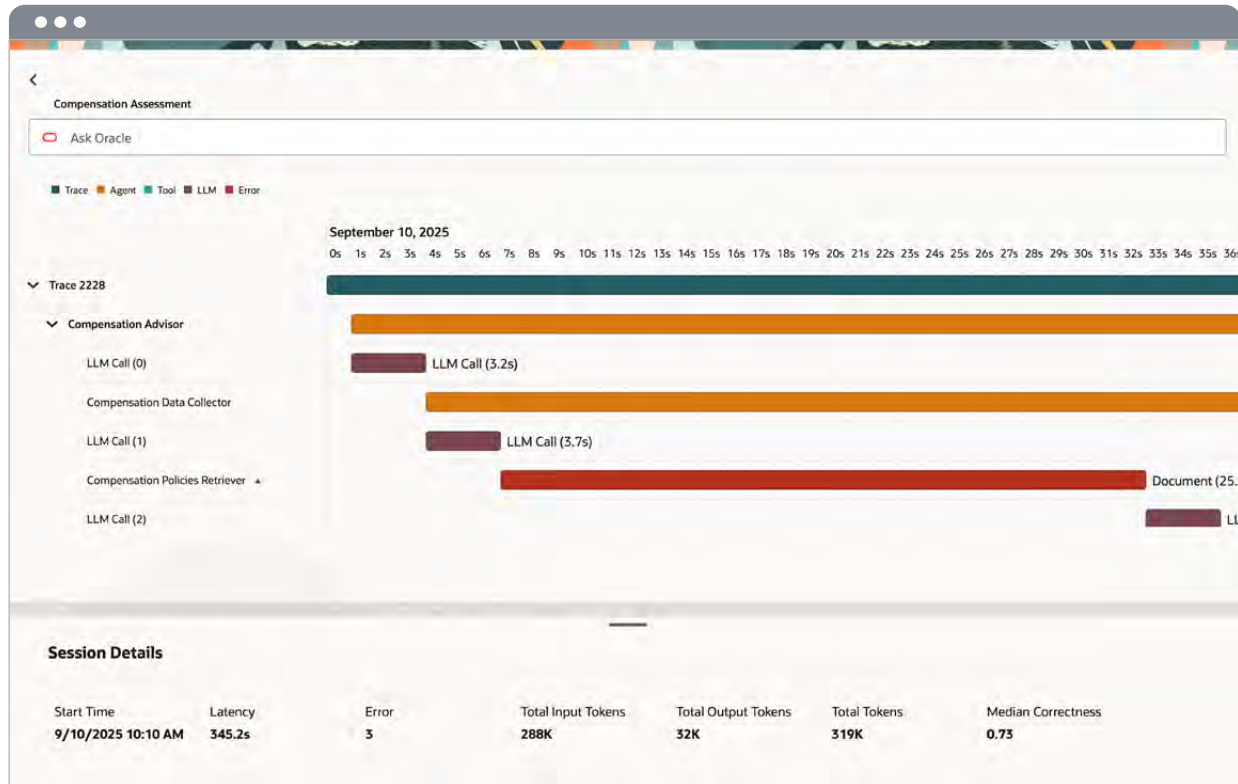 Compensation Assessment
Ask Oracle
Trace Agent Tool LLM Error
September 10, 2025
0s 1s 2s 3s 4s 5s 6s 7s 8s 9s 10s 11s 12s 13s 14s 15s 16s 17s 18s 19s 20s 21s 22s 23s 24s 25s 26s 27s 28s 29s 30s 31s 32s 33s 34s 35s 36s
Trace 2228
Compensation Advisor
LLM Call (0) LLM Call (3.2s)
Compensation Data Collector
LLM Call (1) LLM Call (3.7s)
Compensation Policies Retriever Document (25.
LLM Call (2) LL
Session Details
Start Time Latency Error Total Input Tokens Total Output Tokens Total Tokens Median Correctness
9/10/2025 10:10 AM 345.2s 3 288K 32K 319K 0.73